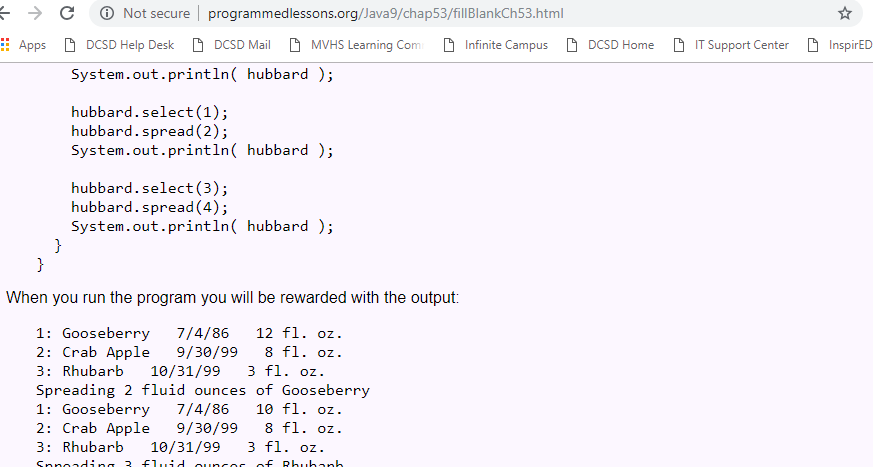 Not secure | programmedlessons.org/Java9/chap53/fillBlankCh53.html
Apps DCSD Help Desk DCSD Mail MVHS Learning Com Infinite Campus DCSD Home IT Support Center InspirED
System.out.println( hubbard );
hubbard.select(1);
hubbard.spread(2);
System.out.println( hubbard );
hubbard.select(3);
hubbard.spread(4);
System.out.println( hubbard );
}
}
When you run the program you will be rewarded with the output:
1: Gooseberry 7/4/86 12 fl. oz.
2: Crab Apple 9/30/99 8 fl. oz.
3: Rhubarb 10/31/99 3 fl. oz.
Spreading 2 fluid ounces of Gooseberry
1: Gooseberry 7/4/86 10 fl. oz.
2: Crab Apple 9/30/99 8 fl. oz.
3: Rhubarb 10/31/99 3 fl. oz.
Spreading 3 fluid ounces of Rhubarb